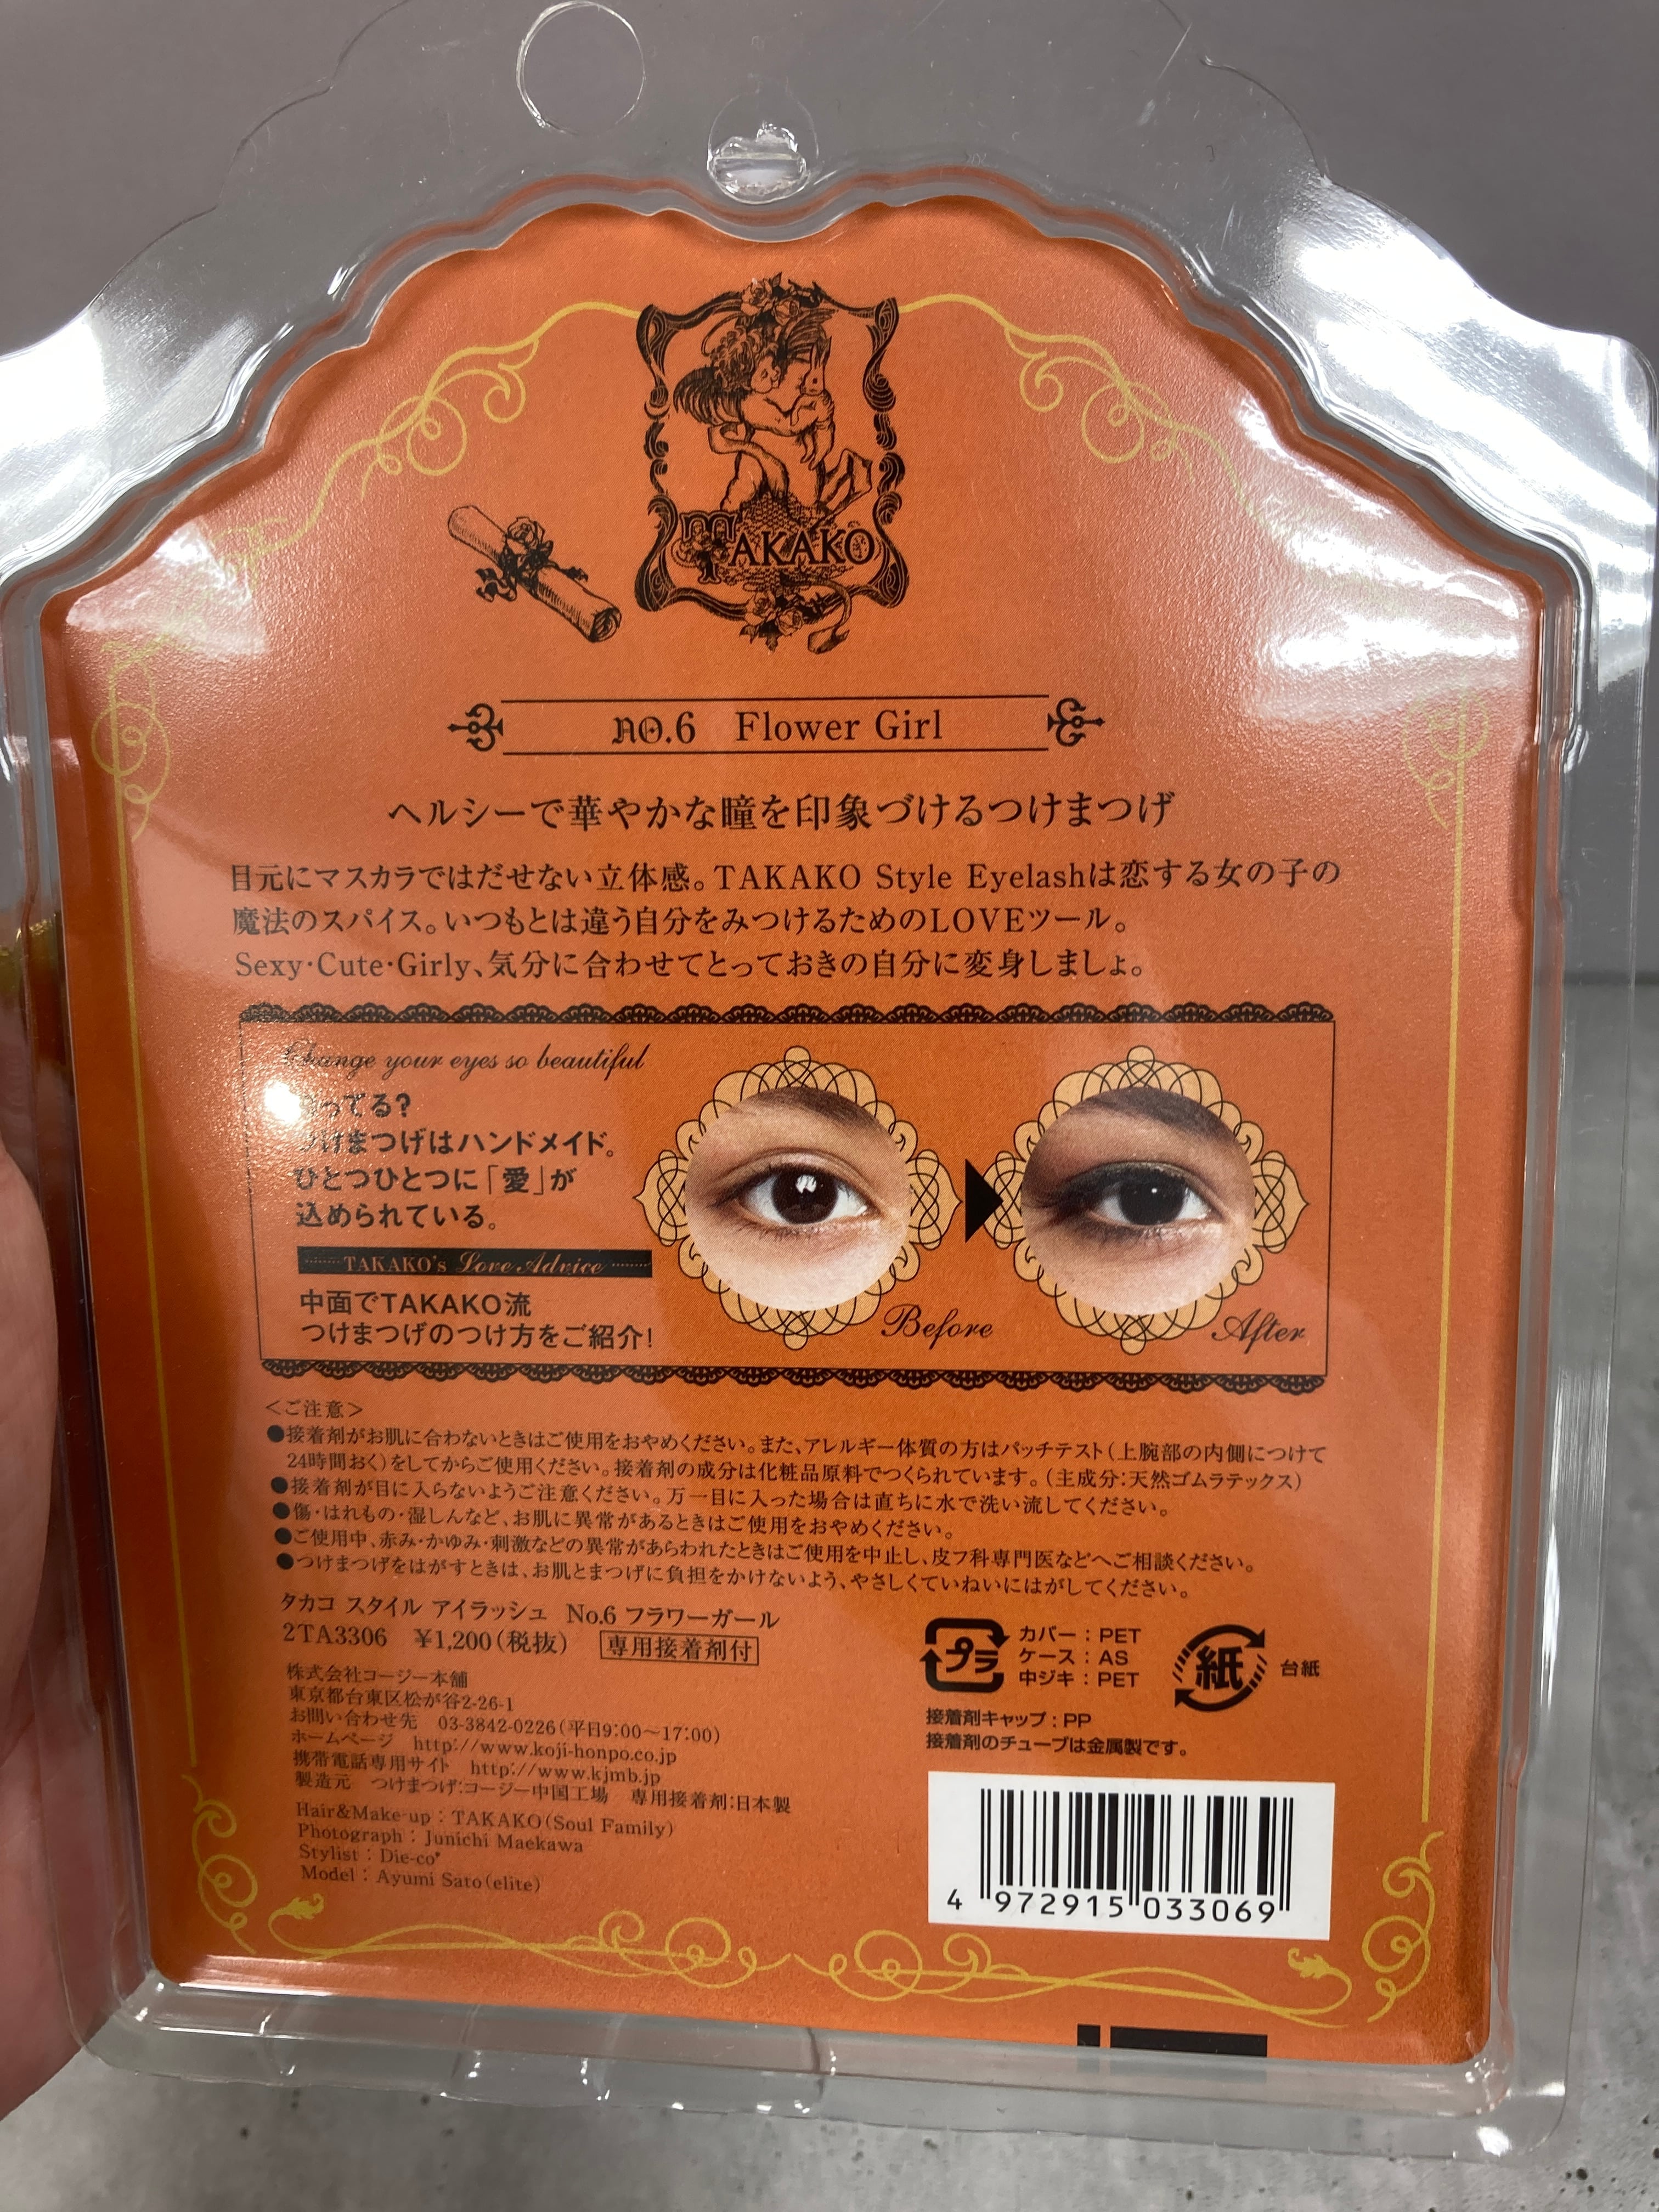 TAKAKO
NO.6 Flower Girl
ヘルシーで華やかな瞳を印象づけるつけまつげ
目元にマスカラではだせない立体感。TAKAKO Style Eyelashは恋する女の子の
魔法のスパイス。いつもとは違う自分をみつけるためのLOVEツール。
Sexy・Cute・Girly、気分に合わせてとっておきの自分に変身しましょ。
Change your eyes so beautiful
ってる?
つけまつげはハンドメイド。
ひとつひとつに「愛」が
込められている。
TAKAKO's Love Advice
中面でTAKAKO流
つけまつげのつけ方をご紹介!
Before
After
<ご注意>
●接着剤がお肌に合わないときはご使用をおやめください。また、アレルギー体質の方はパッチテスト(上腕部の内側につけて
24時間おく)をしてからご使用ください。接着剤の成分は化粧品原料でつくられています。(主成分:天然ゴムラテックス)
●接着剤が目に入らないようご注意ください。万一目に入った場合は直ちに水で洗い流してください。
●傷・はれもの・湿しんなど、お肌に異常があるときはご使用をおやめください。
●ご使用中、赤み・かゆみ・刺激などの異常があらわれたときはご使用を中止し、皮フ科専門医などへご相談ください。
●つけまつげをはがすときは、お肌とまつげに負担をかけないよう、やさしくていねいにはがしてください。
タカコ スタイル アイラッシュ No.6 フラワーガール
2TA3306 ¥1,200(税抜) 専用接着剤付
株式会社コージー本舗
東京都台東区松が谷2-26-1
お問い合わせ先 03-3842-0226(平日9:00〜17:00)
ホームページ http://www.koji-honpo.co.jp
携帯電話専用サイト http://www.kjmb.jp
製造元 つけまつげ:コージー中国工場 専用接着剤:日本製
Hair&Make-up : TAKAKO(Soul Family)
Photograph : Junichi Maekawa
Stylist : Die-co*
Model : Ayumi Sato(elite)
プラ
カバー : PET
ケース : AS
中ジキ : PET
紙 台紙
接着剤キャップ : PP
接着剤のチューブは金属製です。
4 972915 033069